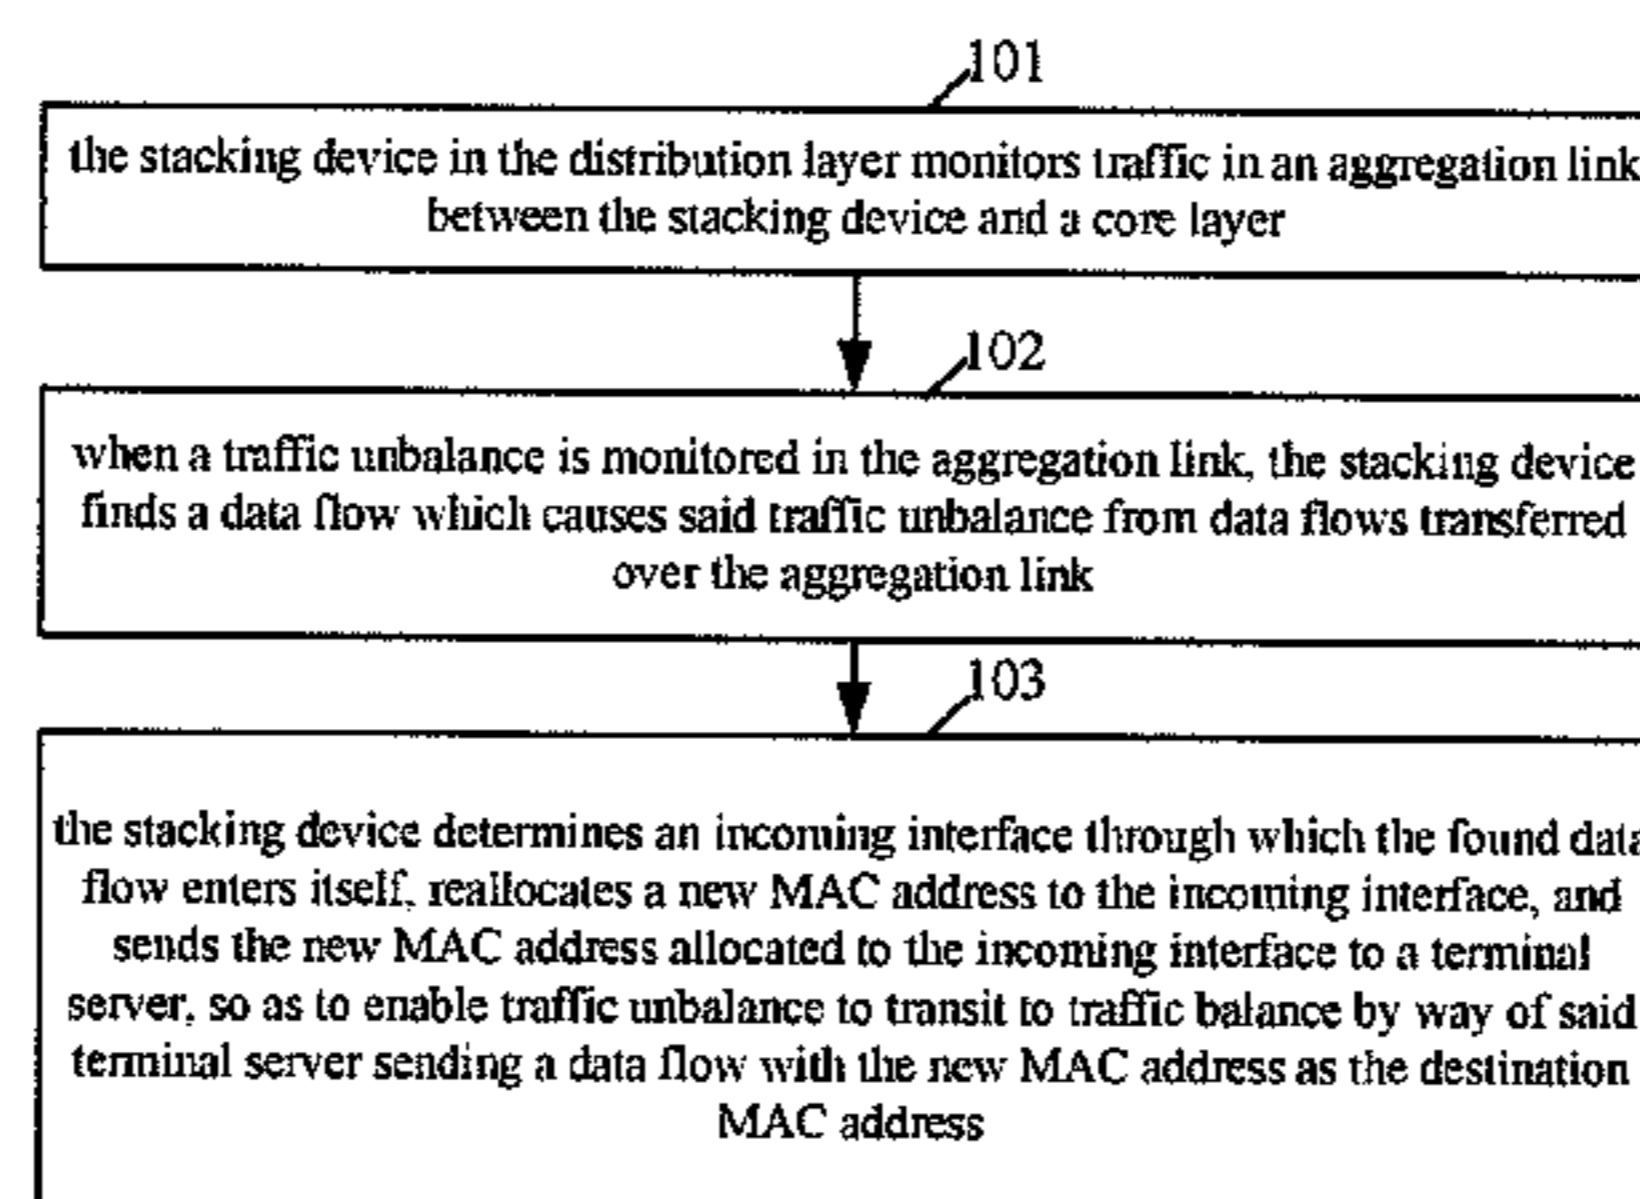 101
the stacking device in the distribution layer monitors traffic in an aggregation link
between the stacking device and a core layer
102
when a traffic unbalance is monitored in the aggregation link, the stacking device
finds a data flow which causes said traffic unbalance from data flows transferred
over the aggregation link
103
the stacking device determines an incoming interface through which the found data
flow enters itself, reallocates a new MAC address to the incoming interface, and
sends the new MAC address allocated to the incoming interface to a terminal
server, so as to enable traffic unbalance to transit to traffic balance by way of said
terminal server sending a data flow with the new MAC address as the destination
MAC address